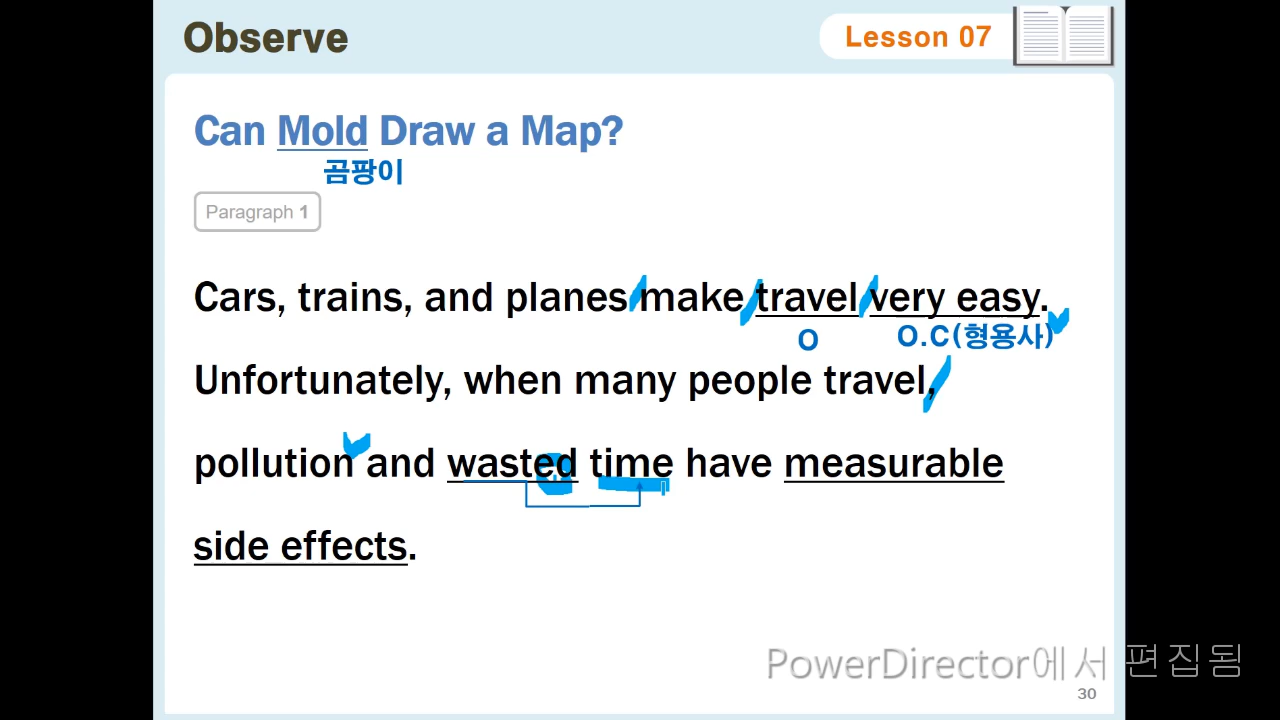 Observe
Lesson 07
Can Mold Draw a Map?
곰팡이
Paragraph 1
Cars, trains, and planes make travel very easy.
O O.C(형용사)
Unfortunately, when many people travel,
pollution and wasted time have measurable
side effects.
PowerDirector에서 편집됨
30